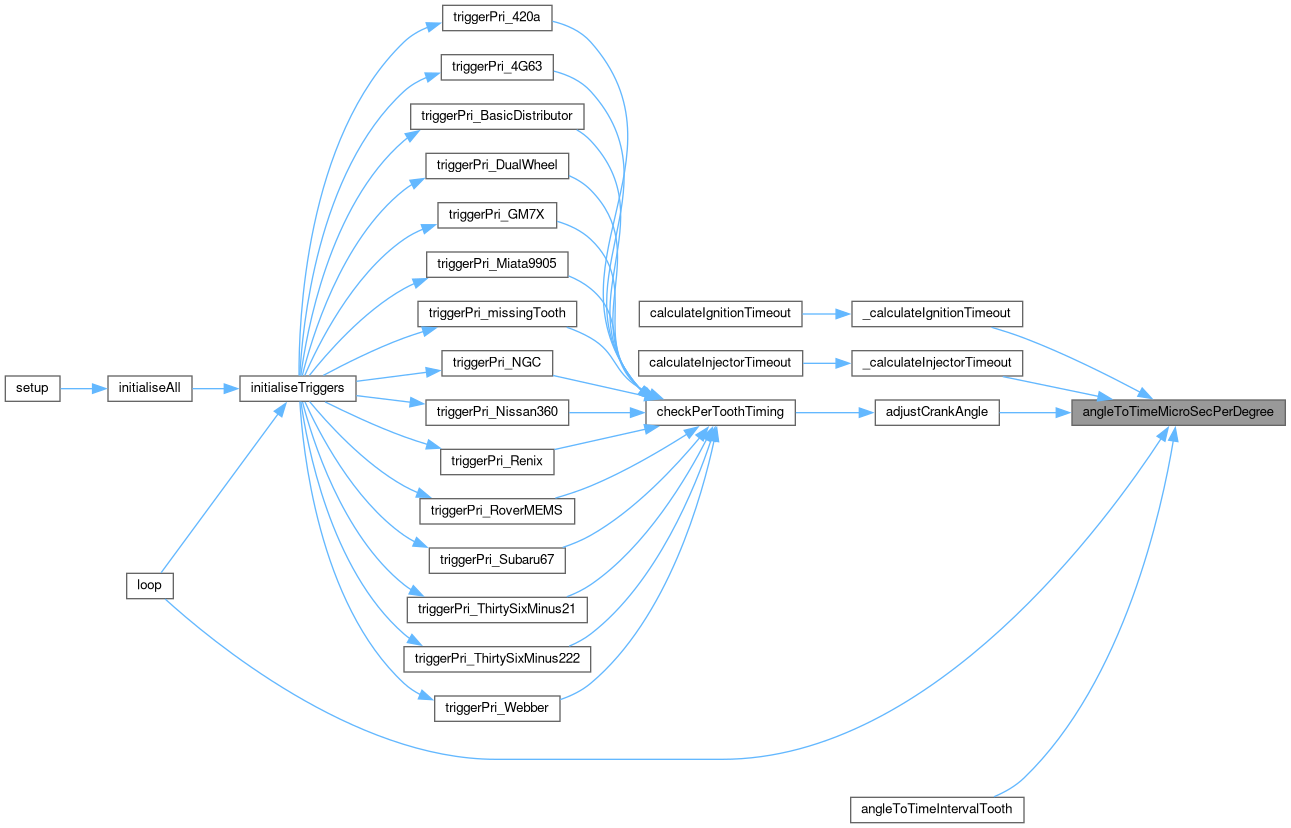 triggerPri_420a
triggerPri_4G63
triggerPri_BasicDistributor
triggerPri_DualWheel
triggerPri_GM7X
triggerPri_Miata9905
triggerPri_missingTooth
calculateIgnitionTimeout
_calculateIgnitionTimeout
triggerPri_NGC
calculateInjectorTimeout
_calculateInjectorTimeout
setup
initialiseAll
initialiseTriggers
triggerPri_Nissan360
checkPerToothTiming
adjustCrankAngle
angleToTimeMicroSecPerDegree
triggerPri_Renix
triggerPri_RoverMEMS
triggerPri_Subaru67
loop
triggerPri_ThirtySixMinus21
triggerPri_ThirtySixMinus222
triggerPri_Webber
angleToTimeIntervalTooth